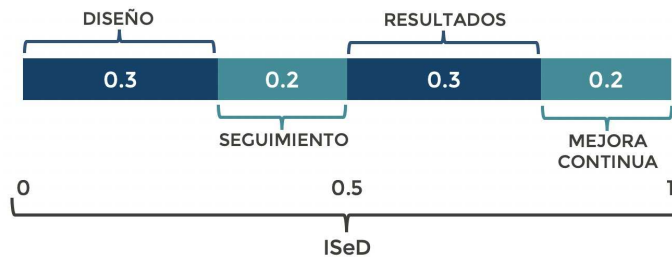 DISEÑO
RESULTADOS
0.3
0.2
0.3
0.2
SEGUIMIENTO
MEJORA
CONTINUA
0
0.5
1
ISeD